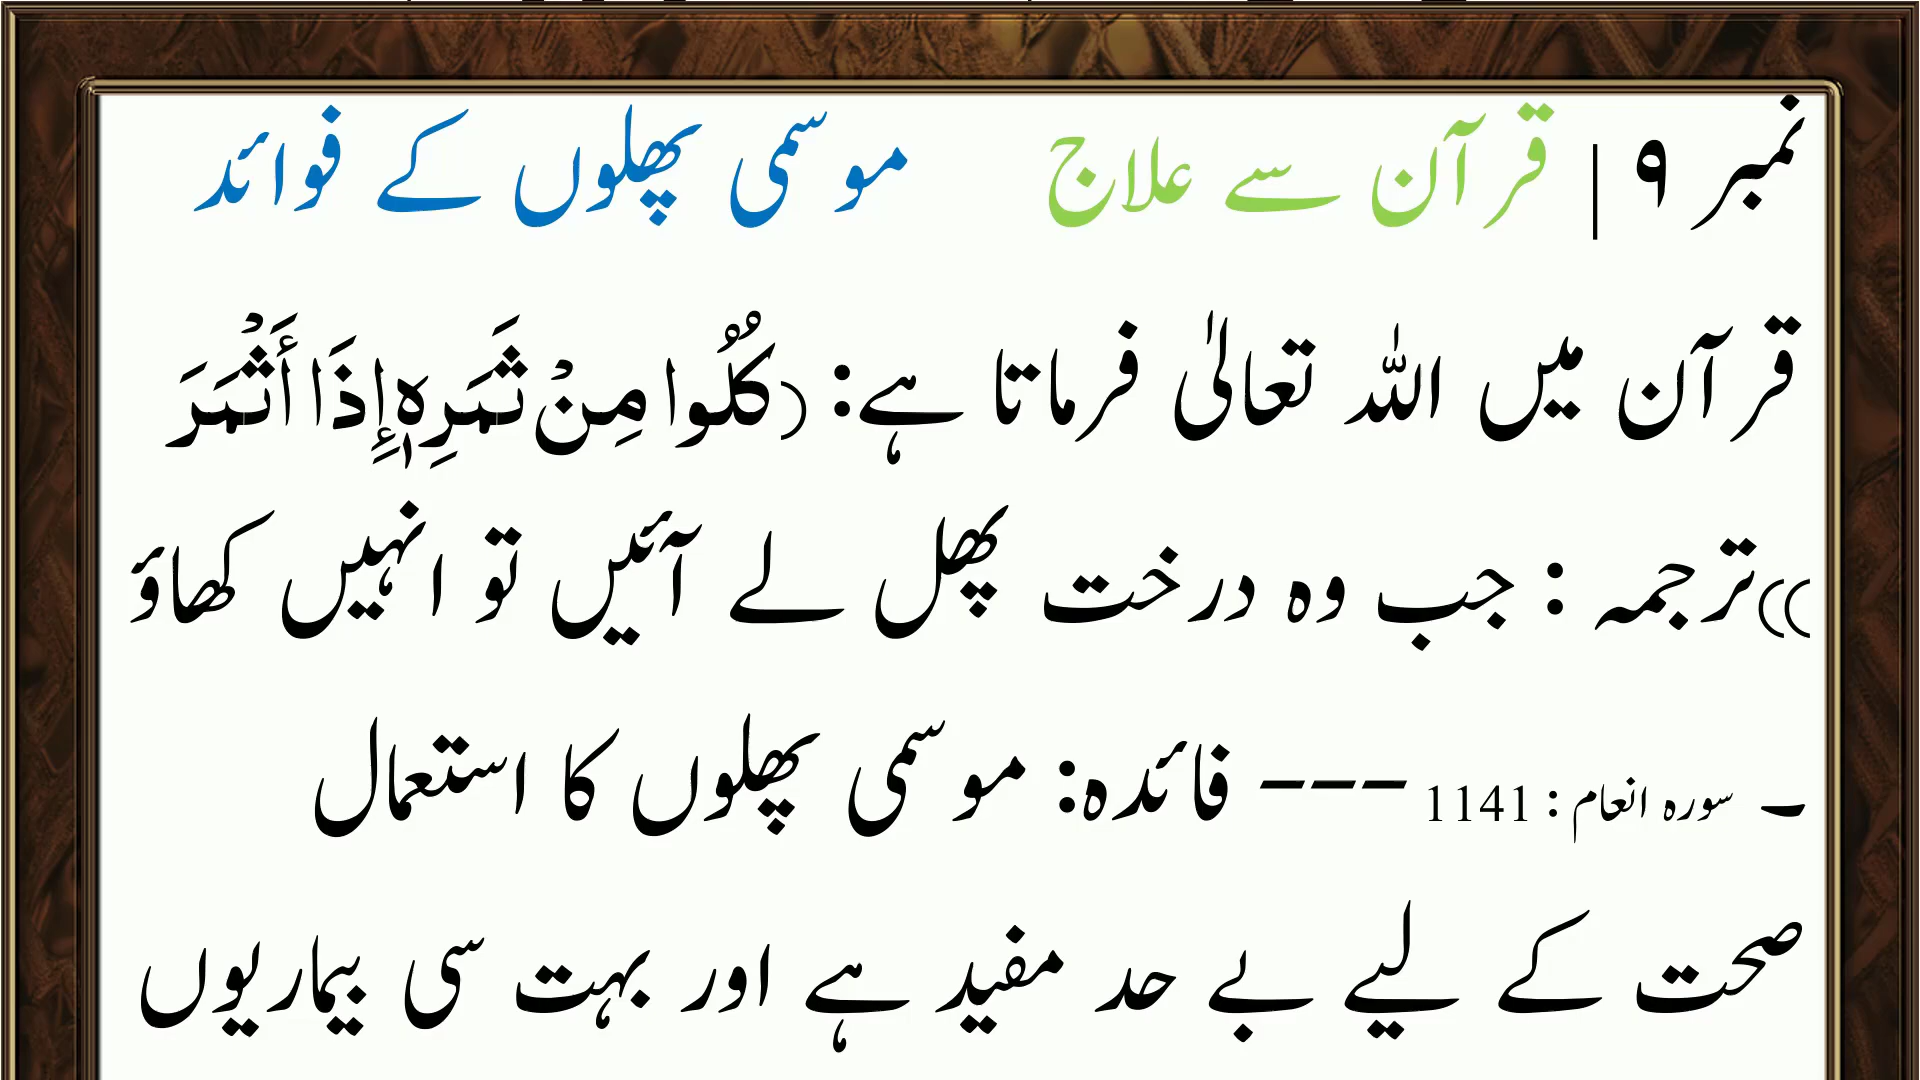 نمبر ۹ | قرآن سے علاج موسمی پھلوں کے فوائد
قرآن میں اللہ تعالیٰ فرماتا ہے: (كُلُوا مِنْ ثَمَرِهٖ إِذَا أَثْمَرَ
))ترجمہ : جب وہ درخت پھل لے آئیں تو انہیں کھاؤ
۔ سورہ انعام : 1141 --- فائدہ: موسمی پھلوں کا استعمال
صحت کے لیے بے حد مفید ہے اور بہت سی بیماریوں